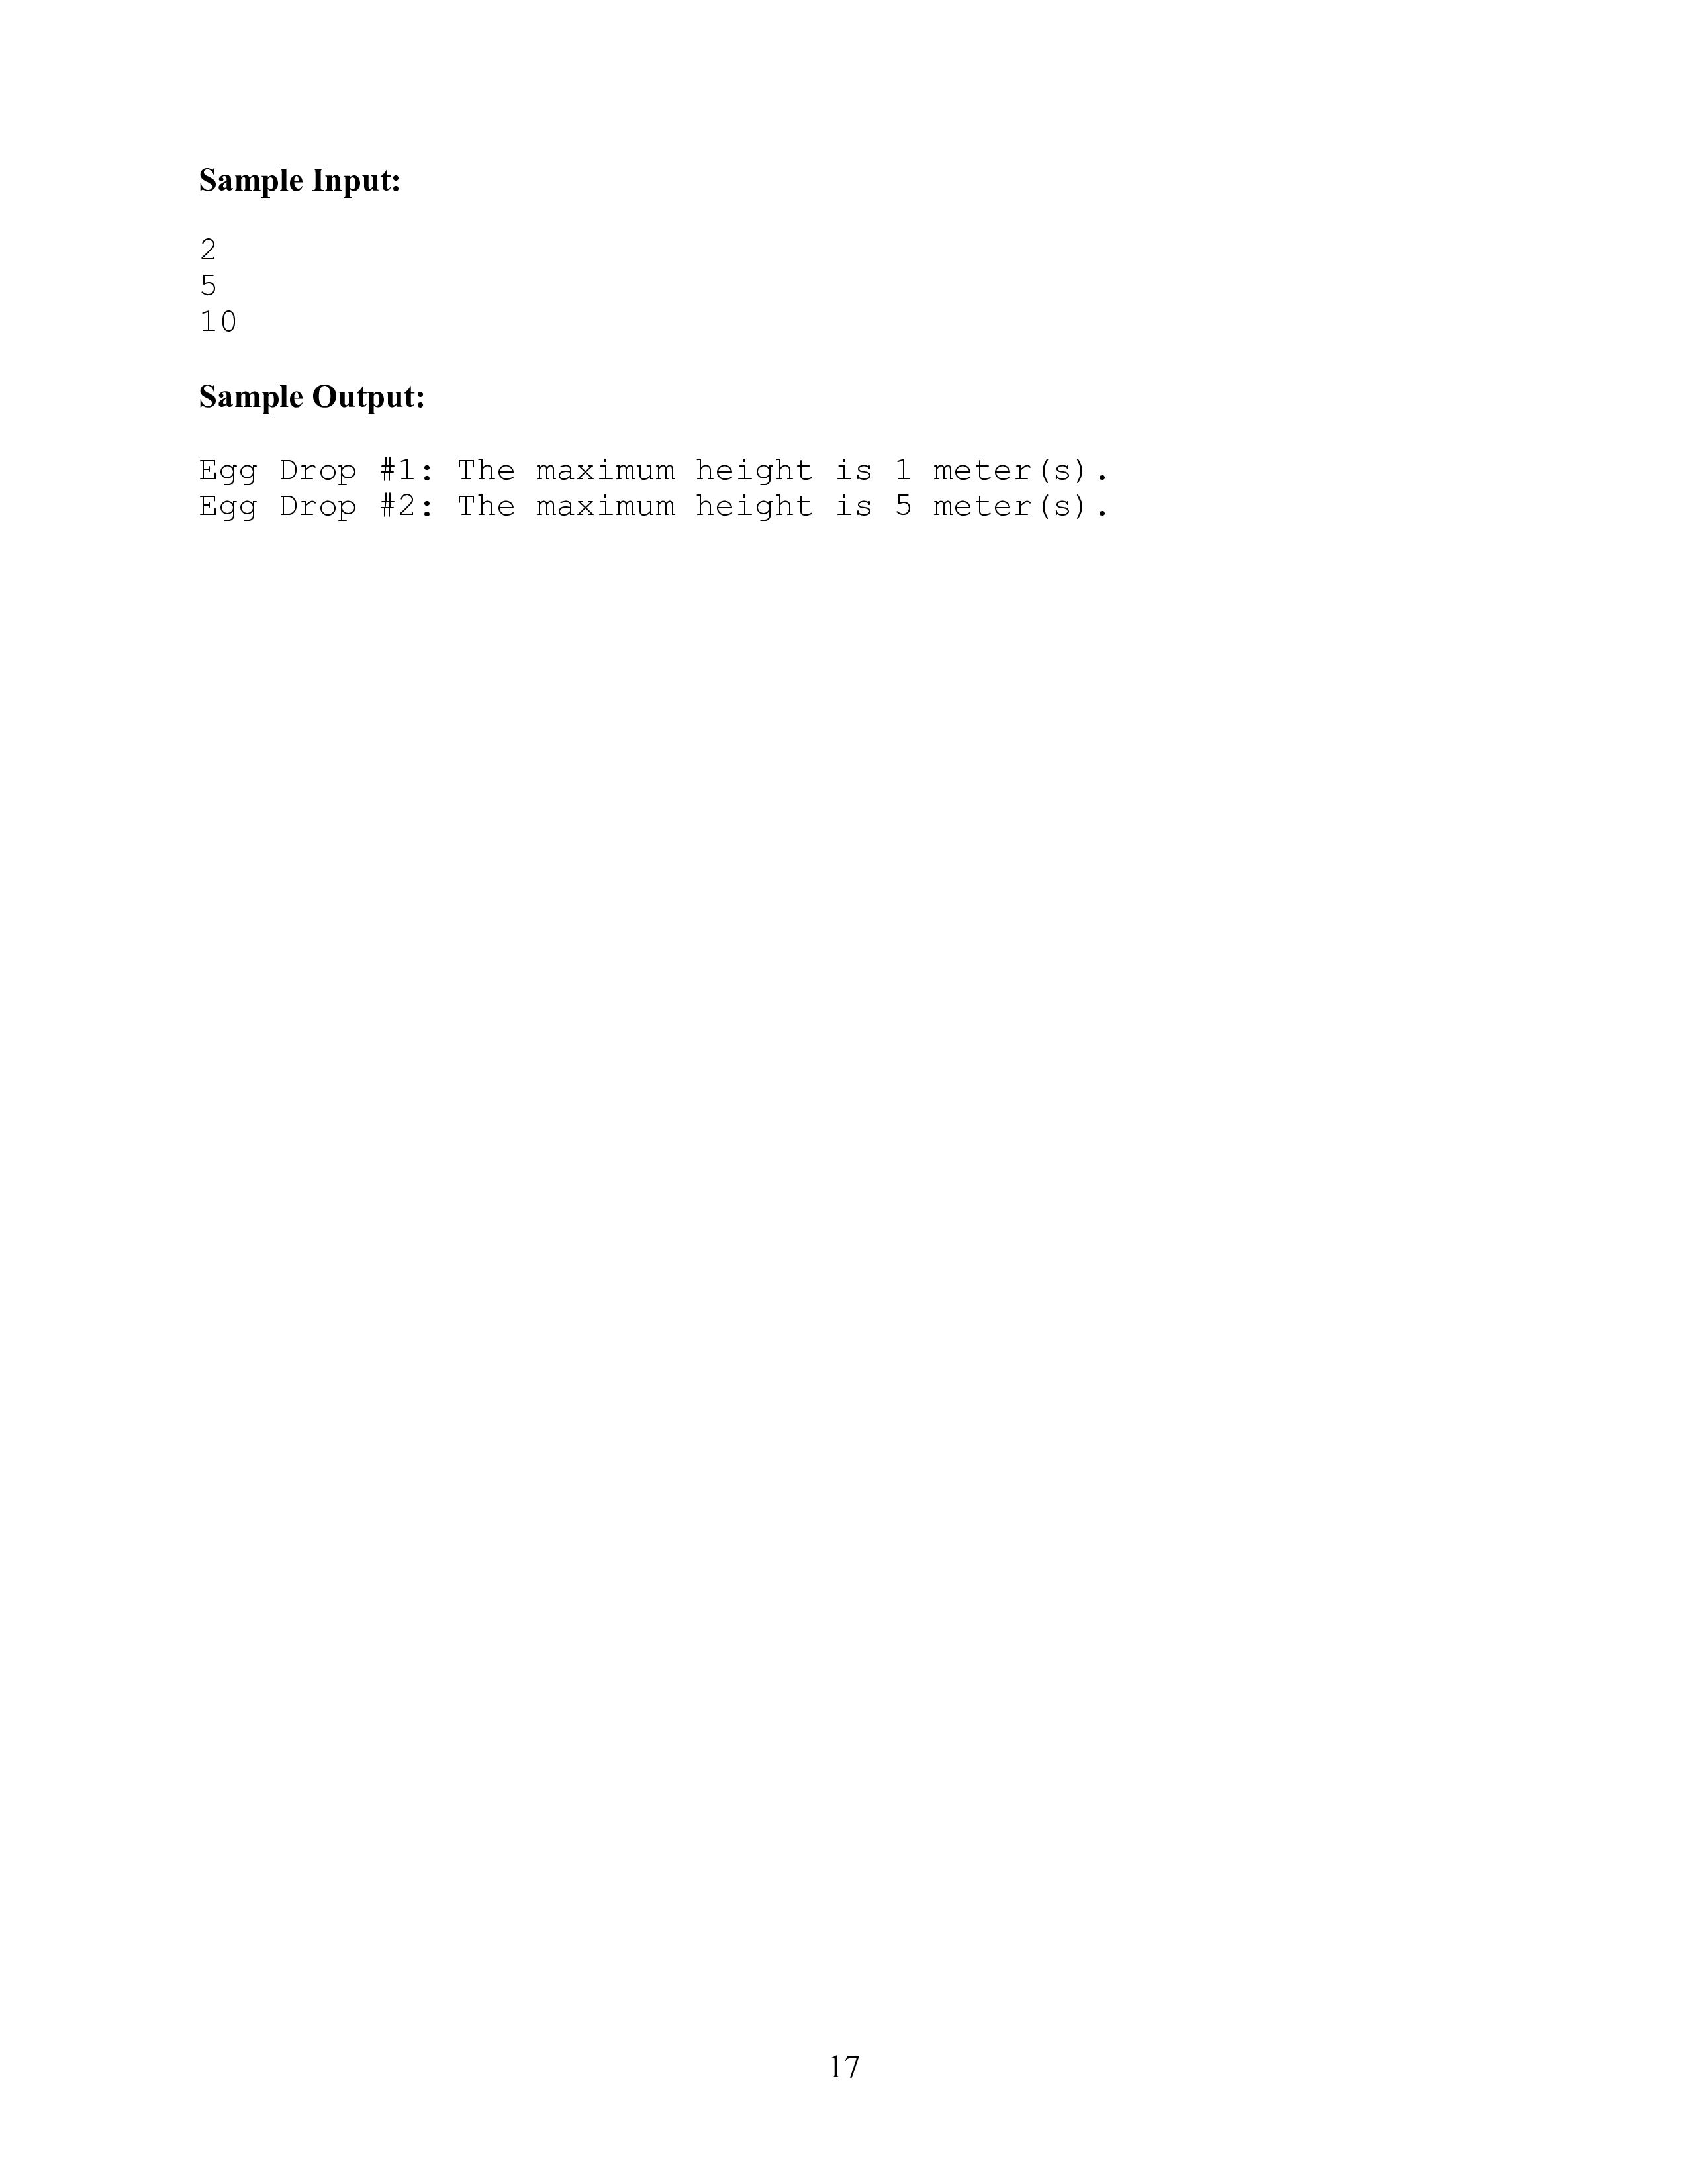 Sample Input:
2
5
10
Sample Output:
Egg Drop #1: The maximum height is 1 meter(s).
Egg Drop #2: The maximum height is 5 meter(s).
17